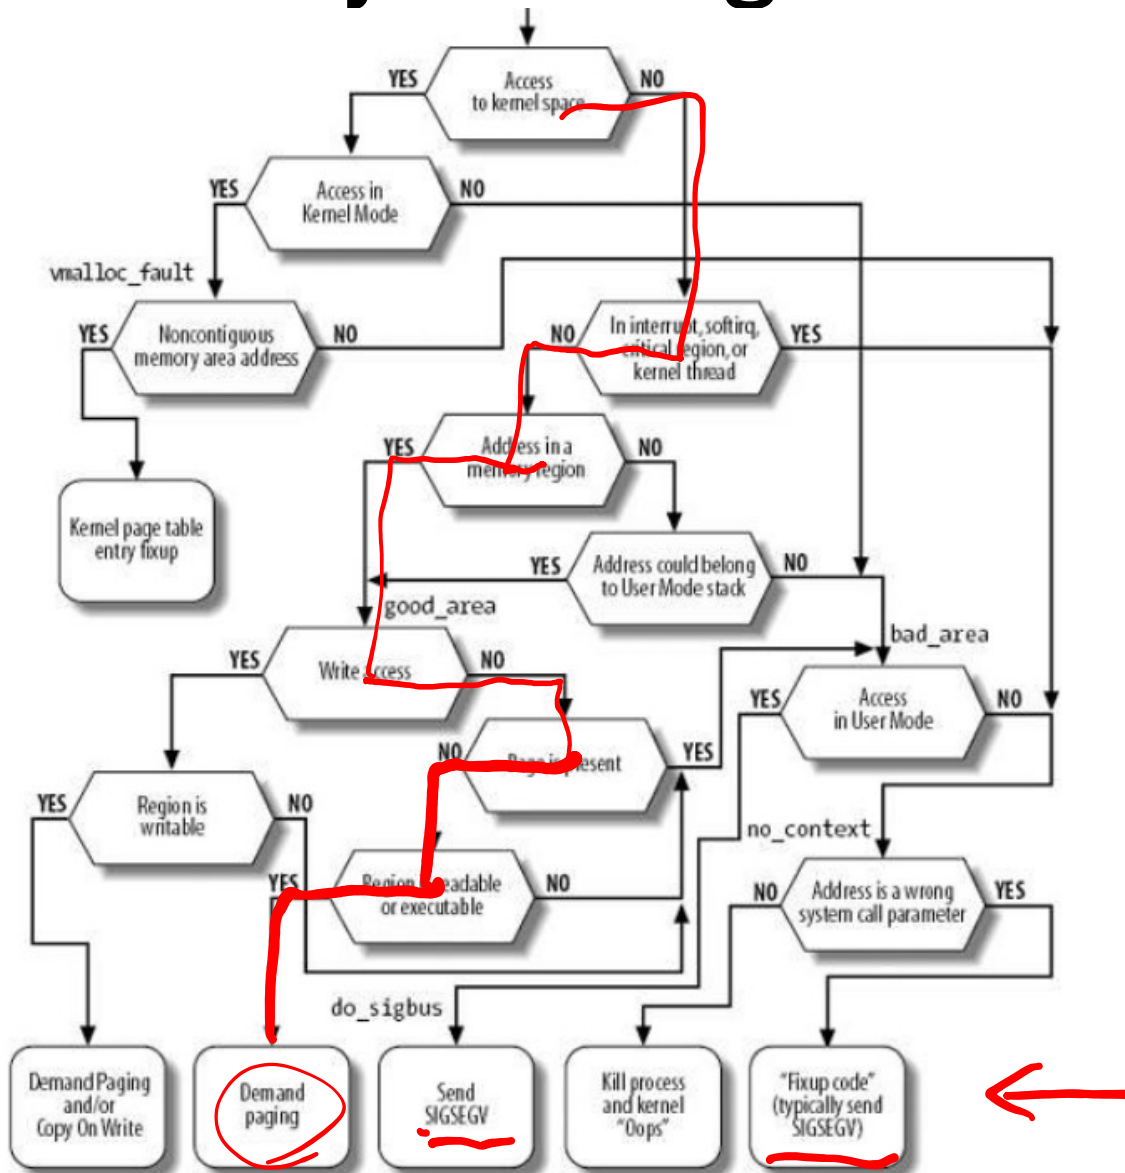 YES
Access
to kernel space
NO
YES
Access in
Kernel Mode
NO
vmalloc_fault
YES
Noncontiguous
memory area address
NO
NO
In interrupt, softirq,
critical region, or
kernel thread
YES
YES
Address in a
memory region
NO
Kernel page table
entry fixup
YES
Address could belong
to User Mode stack
NO
good_area
bad_area
YES
Write access
NO
YES
Access
in User Mode
NO
NO
Page is present
YES
YES
Region is
writable
NO
no_context
YES
Region is readable
or executable
NO
NO
Address is a wrong
system call parameter
YES
do_sigbus
Demand Paging
and/or
Copy On Write
Demand
paging
Send
SIGSEGV
Kill process
and kernel
"Oops"
"Fixup code"
(typically send
SIGSEGV)